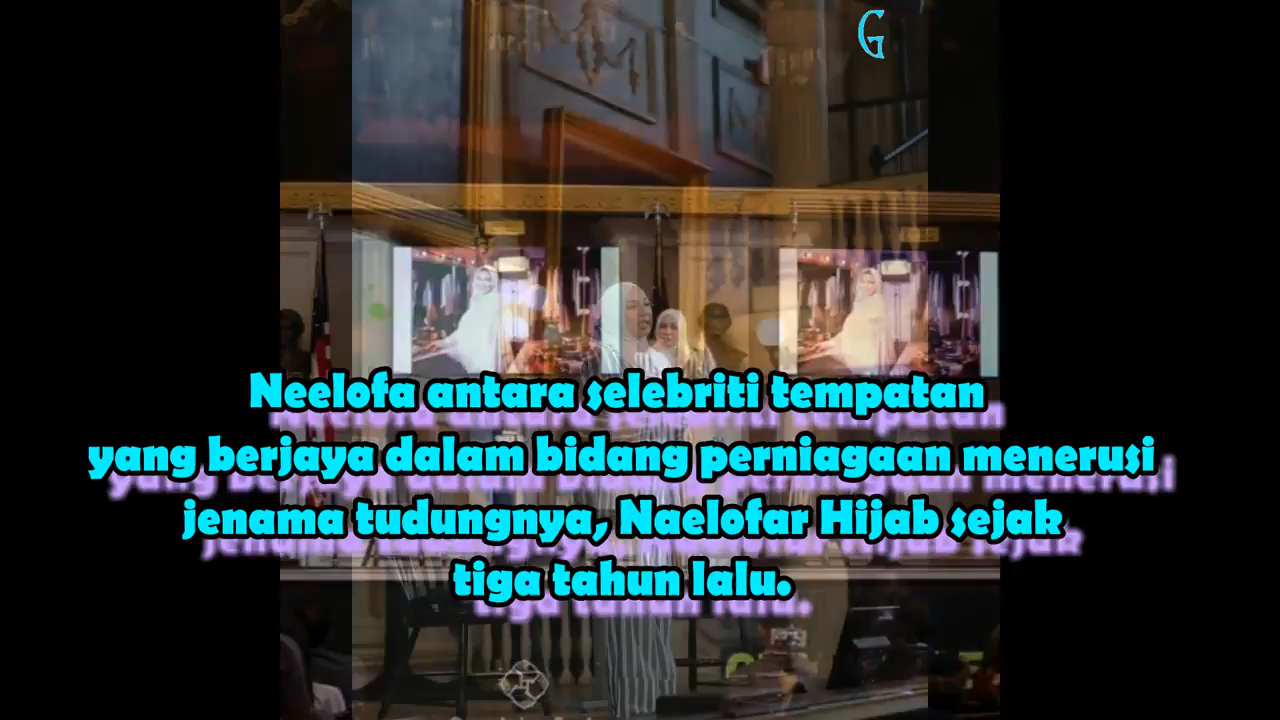 G
Neelofa antara selebriti tempatan
yang berjaya dalam bidang perniagaan menerusi
jenama tudungnya, Naelofar Hijab sejak
tiga tahun lalu.